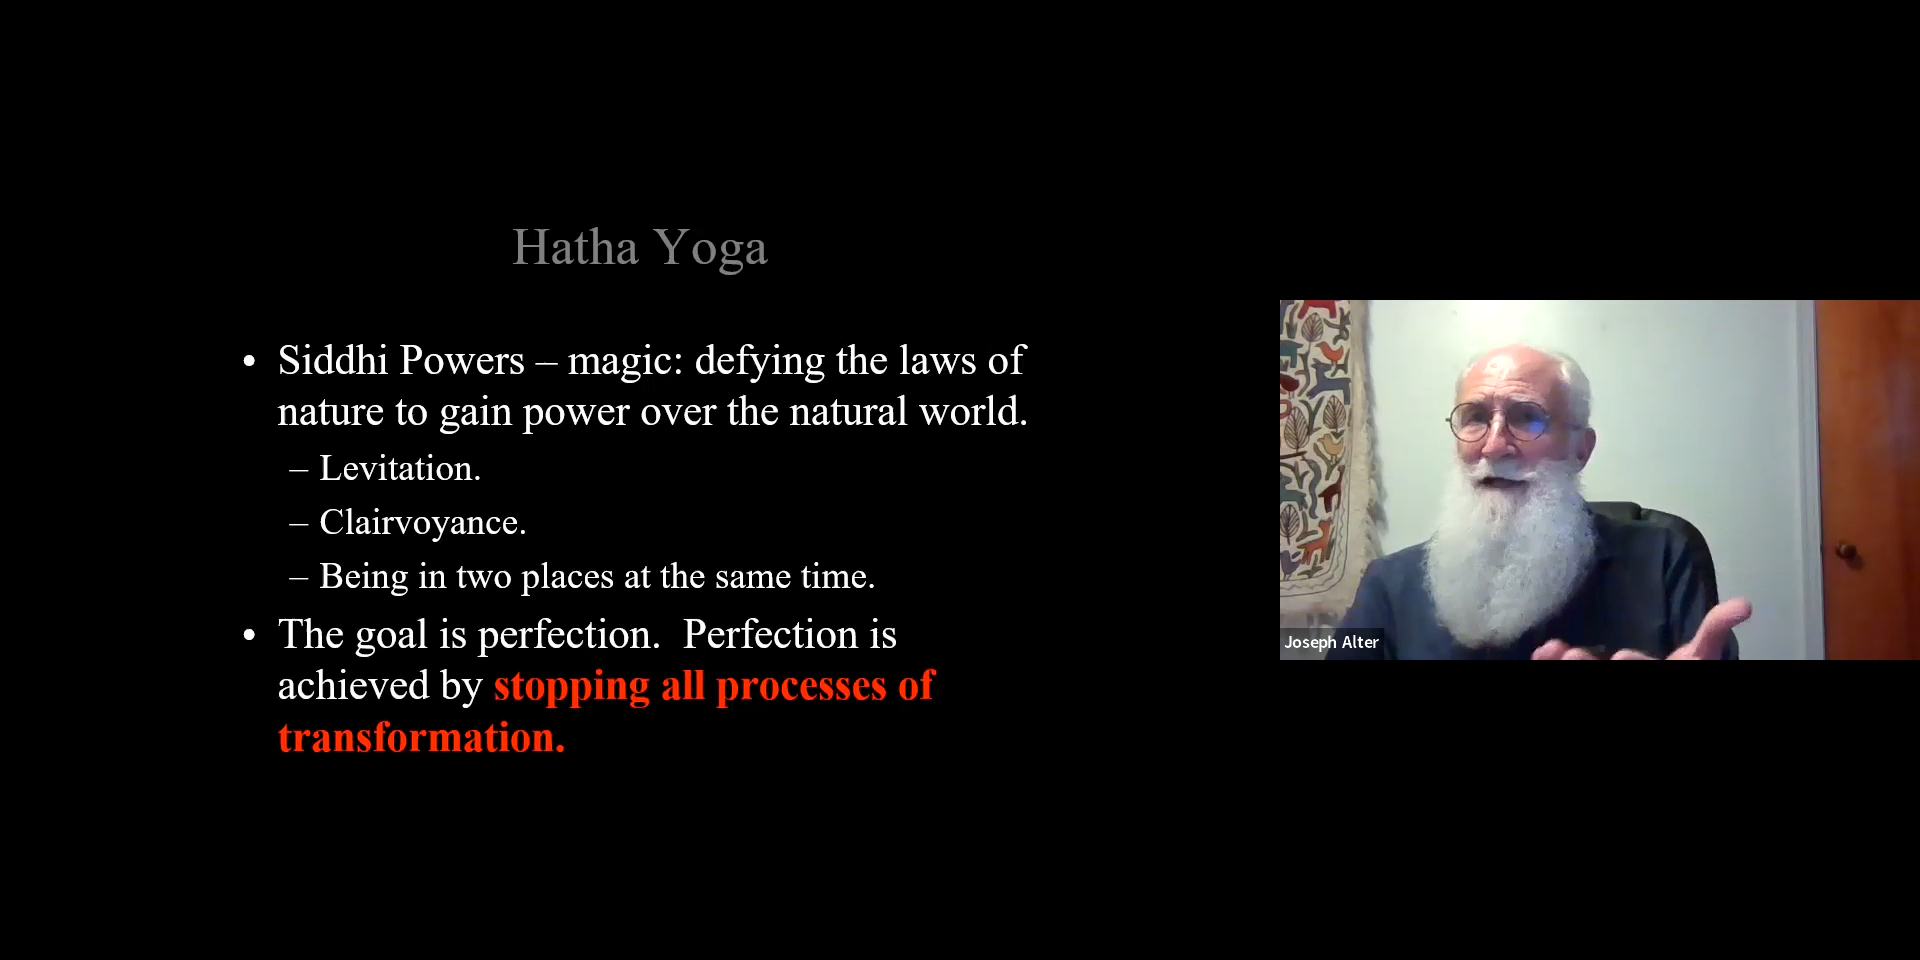 Hatha Yoga
• Siddhi Powers – magic: defying the laws of
nature to gain power over the natural world.
– Levitation.
– Clairvoyance.
– Being in two places at the same time.
• The goal is perfection.  Perfection is
achieved by stopping all processes of
transformation.
Joseph Alter